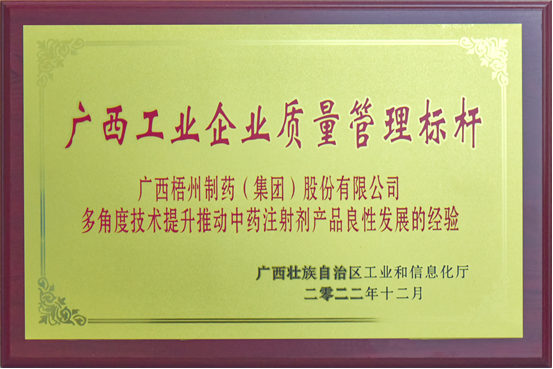 广西工业企业质量管理标杆
广西梧州制药（集团）股份有限公司
多角度技术提升推动中药注射剂产品良性发展的经验
广西壮族自治区工业和信息化厅
二零二二年十二月